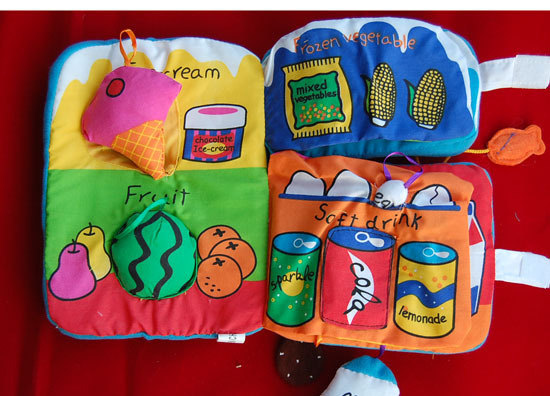 cream
chocolate
Ice-cream
Fruit
Frozen vegetable
mixed
vegetables
Soft drink
sparkle
cola
lemonade